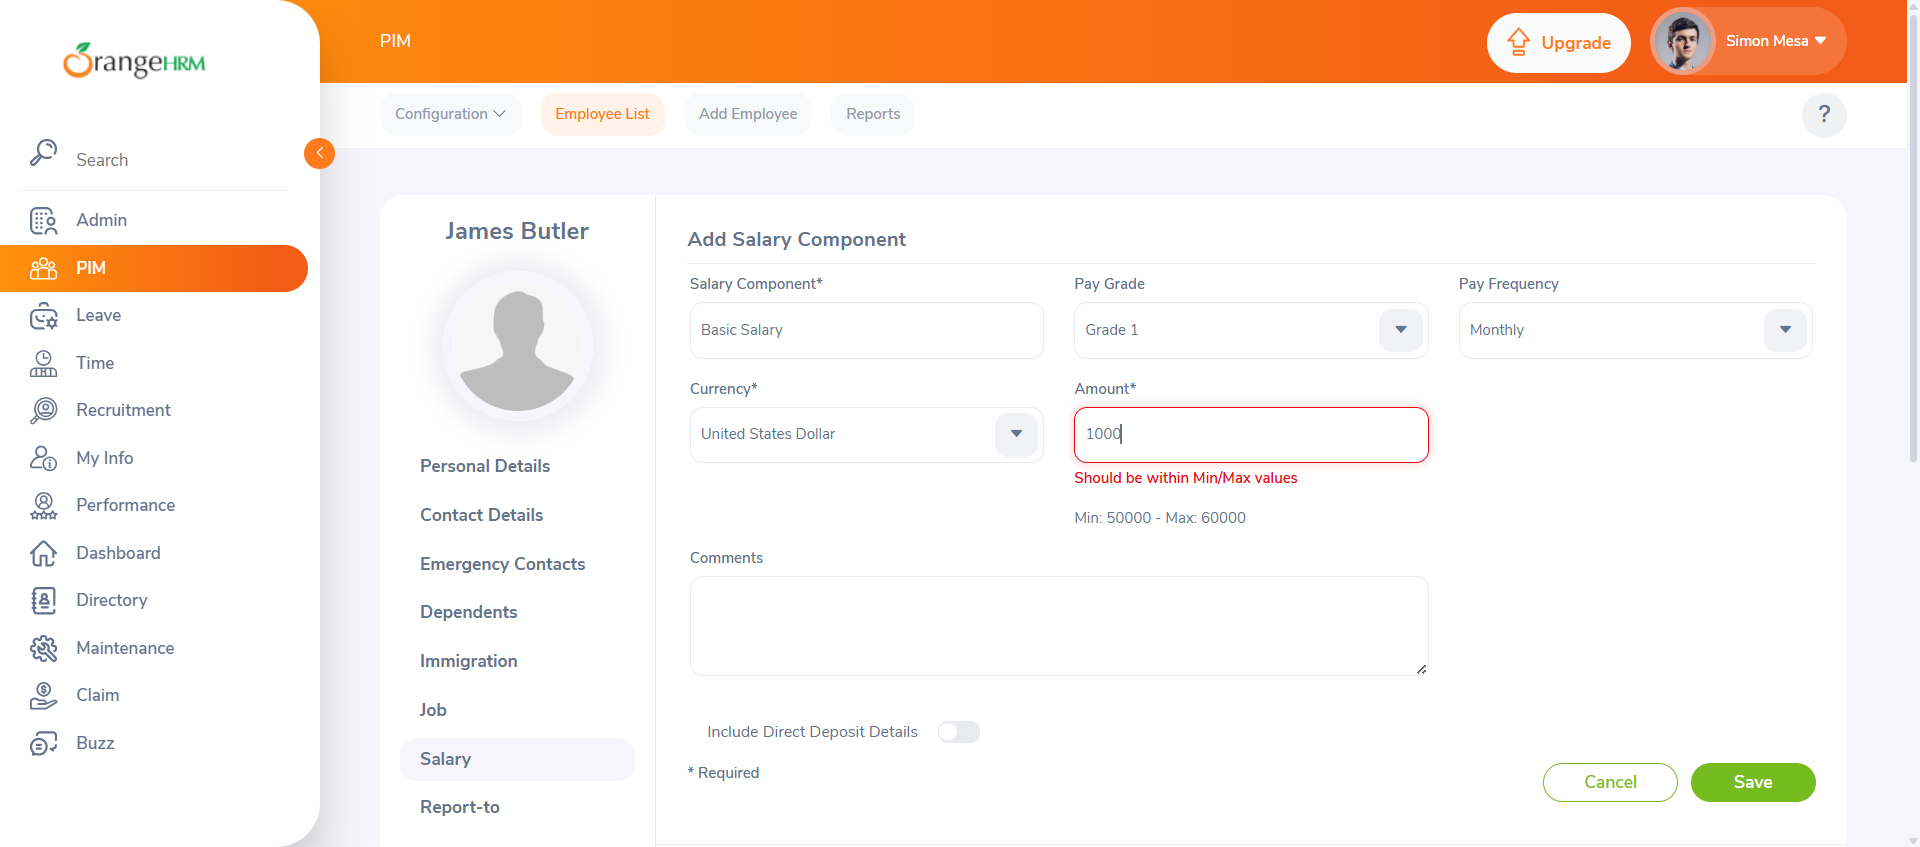 OrangeHRM
PIM
Upgrade
Simon Mesa
Configuration
Employee List
Add Employee
Reports
?
Search
Admin
PIM
Leave
Time
Recruitment
My Info
Performance
Dashboard
Directory
Maintenance
Claim
Buzz
James Butler
Personal Details
Contact Details
Emergency Contacts
Dependents
Immigration
Job
Salary
Report-to
Add Salary Component
Salary Component*
Pay Grade
Pay Frequency
Basic Salary
Grade 1
Monthly
Currency*
Amount*
United States Dollar
1000
Should be within Min/Max values
Min: 50000 - Max: 60000
Comments
Include Direct Deposit Details
* Required
Cancel
Save